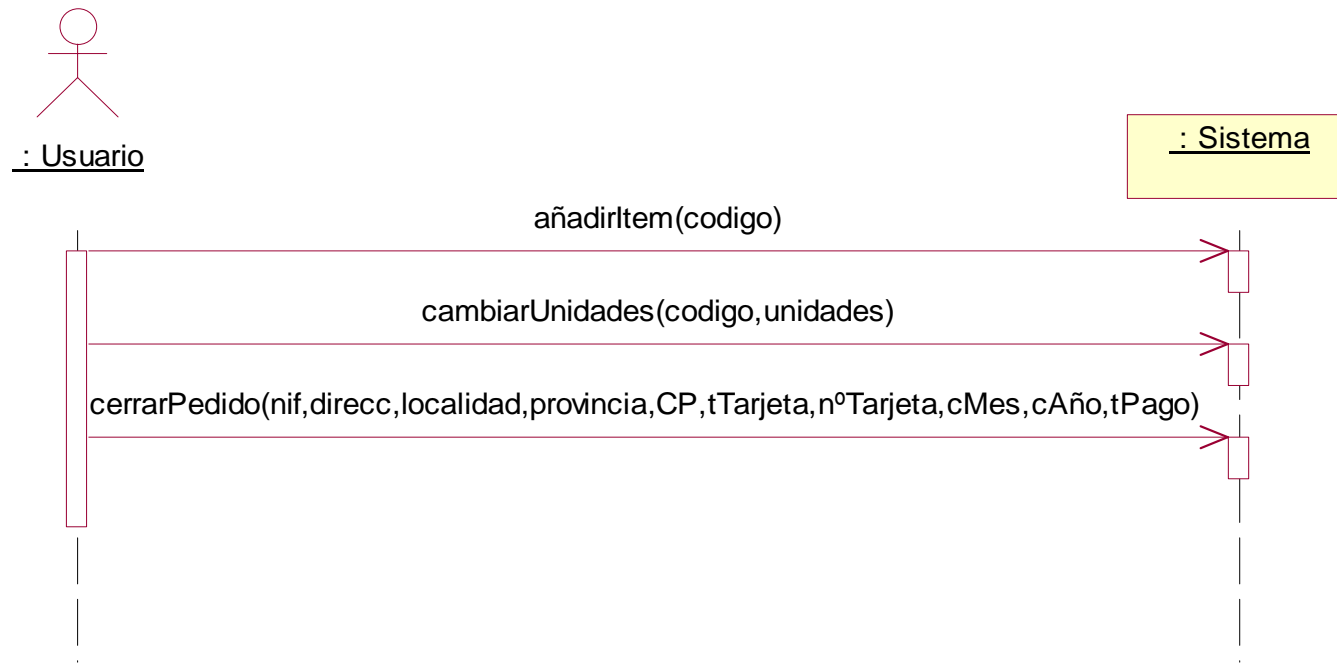 : Usuario
: Sistema
añadirItem(codigo)
cambiarUnidades(codigo,unidades)
cerrarPedido(nif,direcc,localidad,provincia,CP,tTarjeta,nºTarjeta,cMes,cAño,tPago)